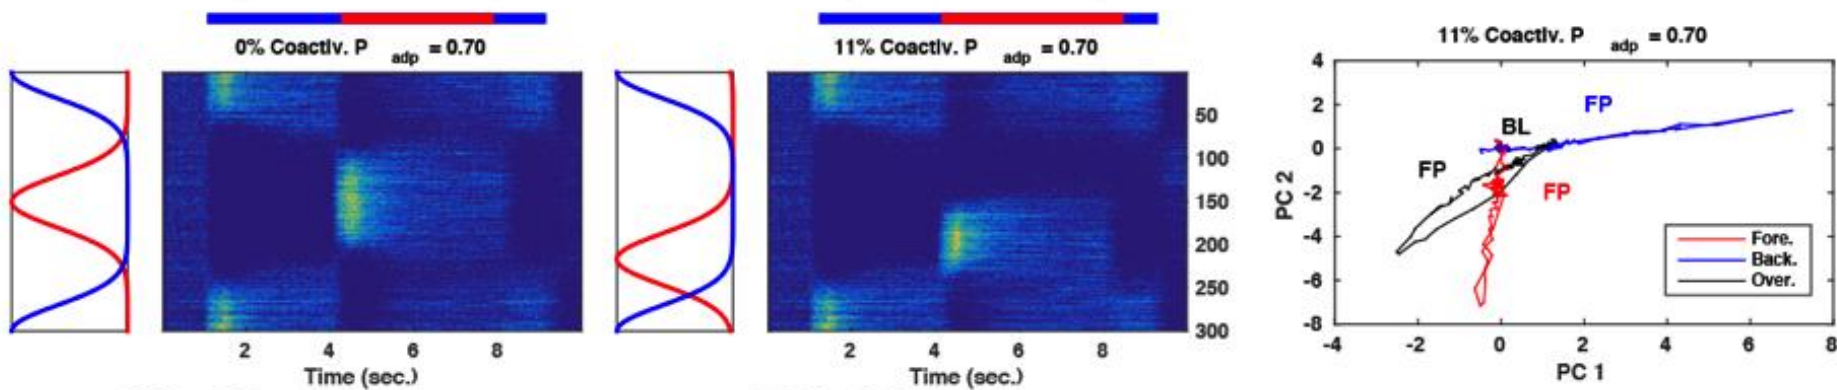 0% Coactiv. P adp = 0.70
2 4 6 8
Time (sec.)
11% Coactiv. P adp = 0.70
50
100
150
200
250
300
2 4 6 8
Time (sec.)
11% Coactiv. P adp = 0.70
4
2
0
-2
-4
-6
-8
PC 2
FP
BL
FP
FP
Fore.
Back.
Over.
-4 -2 0 2 4 6 8
PC 1